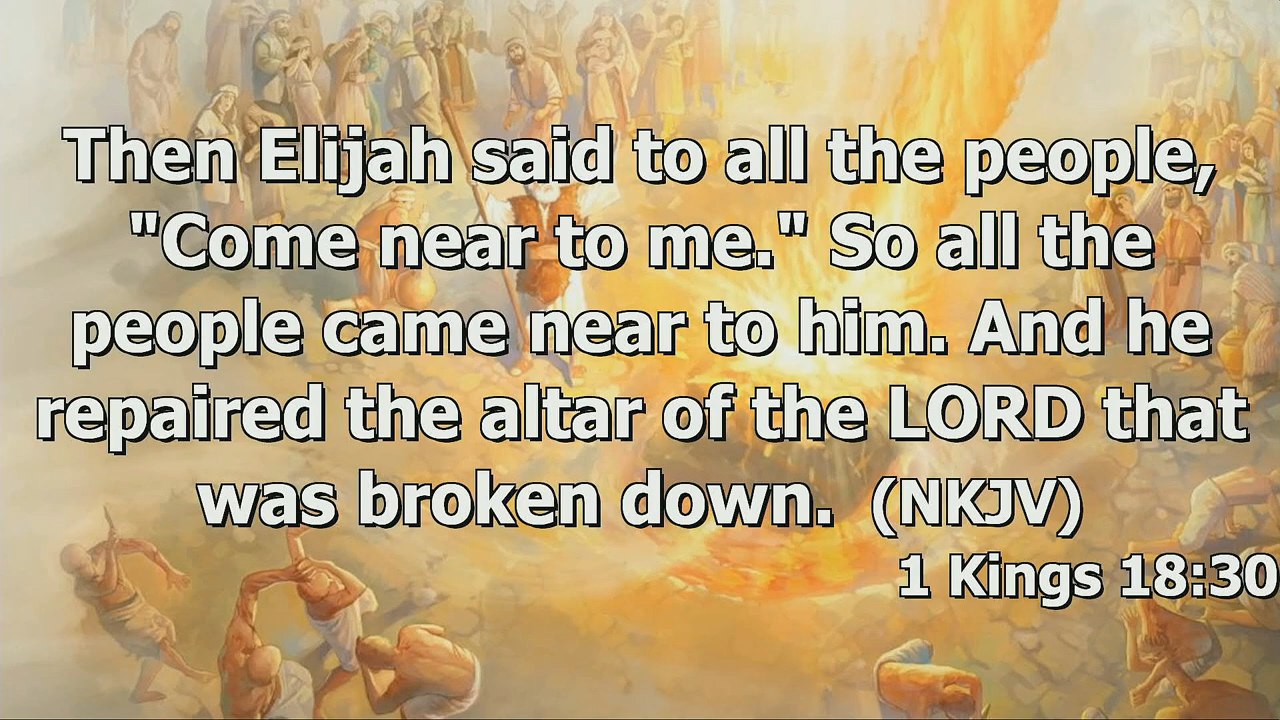 Then Elijah said to all the people,
"Come near to me." So all the
people came near to him. And he
repaired the altar of the LORD that
was broken down. (NKJV)
1 Kings 18:30